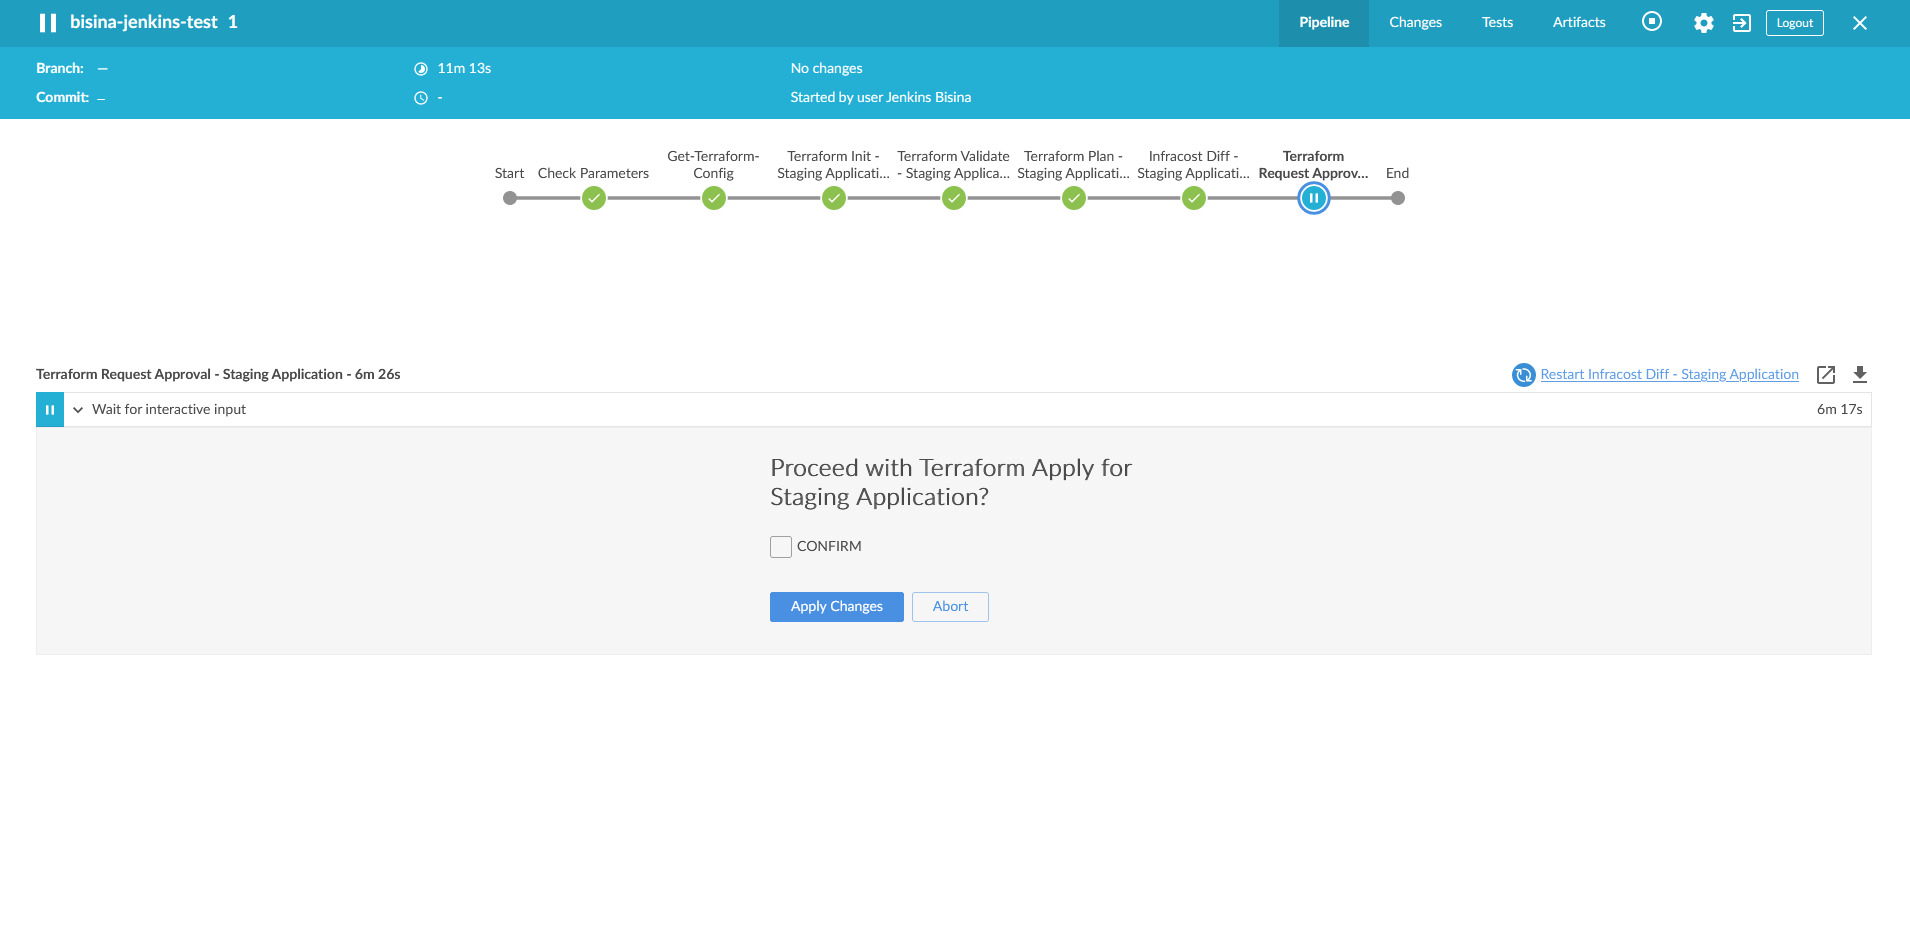 bisina-jenkins-test 1
Pipeline
Changes
Tests
Artifacts
Logout
Branch: —
11m 13s
No changes
Commit: –
-
Started by user Jenkins Bisina
Start
Check Parameters
Get-Terraform-
Config
Terraform Init -
Staging Applicati...
Terraform Validate
- Staging Applica...
Terraform Plan -
Staging Applicati...
Infracost Diff -
Staging Applicati...
Terraform
Request Approv...
End
Terraform Request Approval - Staging Application - 6m 26s
Restart Infracost Diff - Staging Application
Wait for interactive input
6m 17s
Proceed with Terraform Apply for
Staging Application?
CONFIRM
Apply Changes
Abort